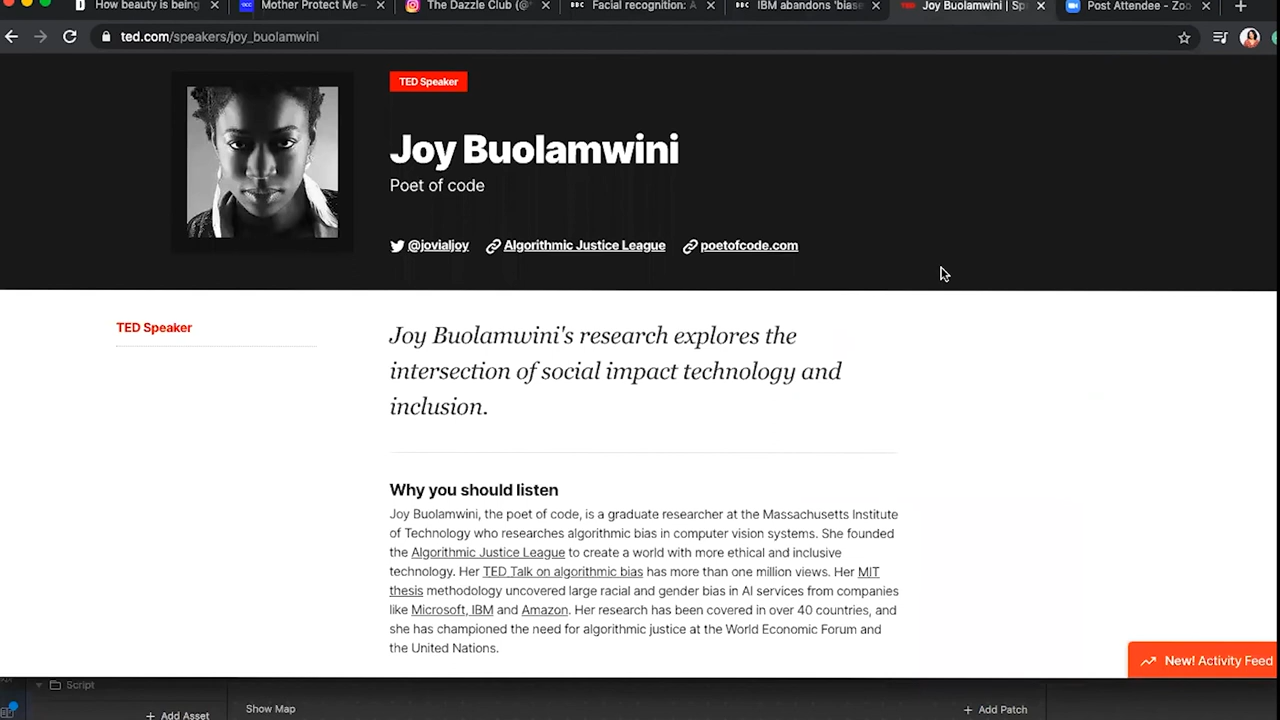 How beauty is being
Mother Protect Me -
The Dazzle Club (@
BBC Facial recognition: A
BBC IBM abandons 'biase
TED Joy Buolamwini | Sp
Post Attendee - Zoo
ted.com/speakers/joy_buolamwini
TED Speaker
Joy Buolamwini
Poet of code
@jovialjoy Algorithmic Justice League poetofcode.com
TED Speaker
Joy Buolamwini's research explores the
intersection of social impact technology and
inclusion.
Why you should listen
Joy Buolamwini, the poet of code, is a graduate researcher at the Massachusetts Institute
of Technology who researches algorithmic bias in computer vision systems. She founded
the Algorithmic Justice League to create a world with more ethical and inclusive
technology. Her TED Talk on algorithmic bias has more than one million views. Her MIT
thesis methodology uncovered large racial and gender bias in AI services from companies
like Microsoft, IBM and Amazon. Her research has been covered in over 40 countries, and
she has championed the need for algorithmic justice at the World Economic Forum and
the United Nations.
New! Activity Feed
Script
+ Add Asset
Show Map
+ Add Patch